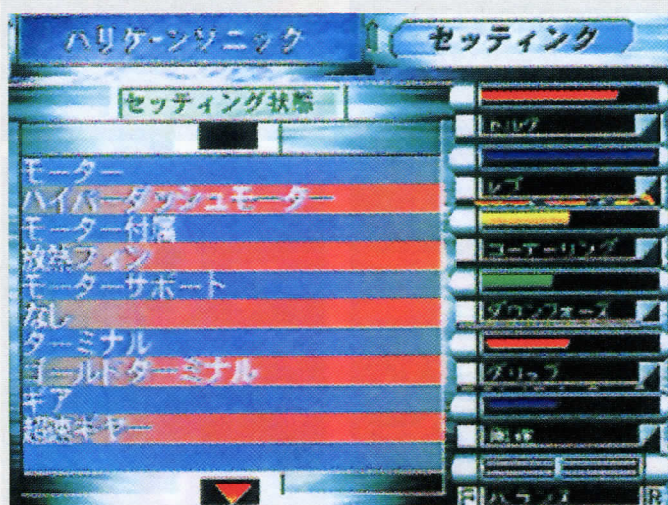 ハリケーンソニック
セッティング
セッティング状態
モーター
ハイパーダッシュモーター
モーター付属
放熱フィン
モーターサポート
なし
ターミナル
ゴールドターミナル
ギア
超速ギヤー
トルク
レブ
コーナーリング
ダウンフォース
グリップ
剛性
バランス
R